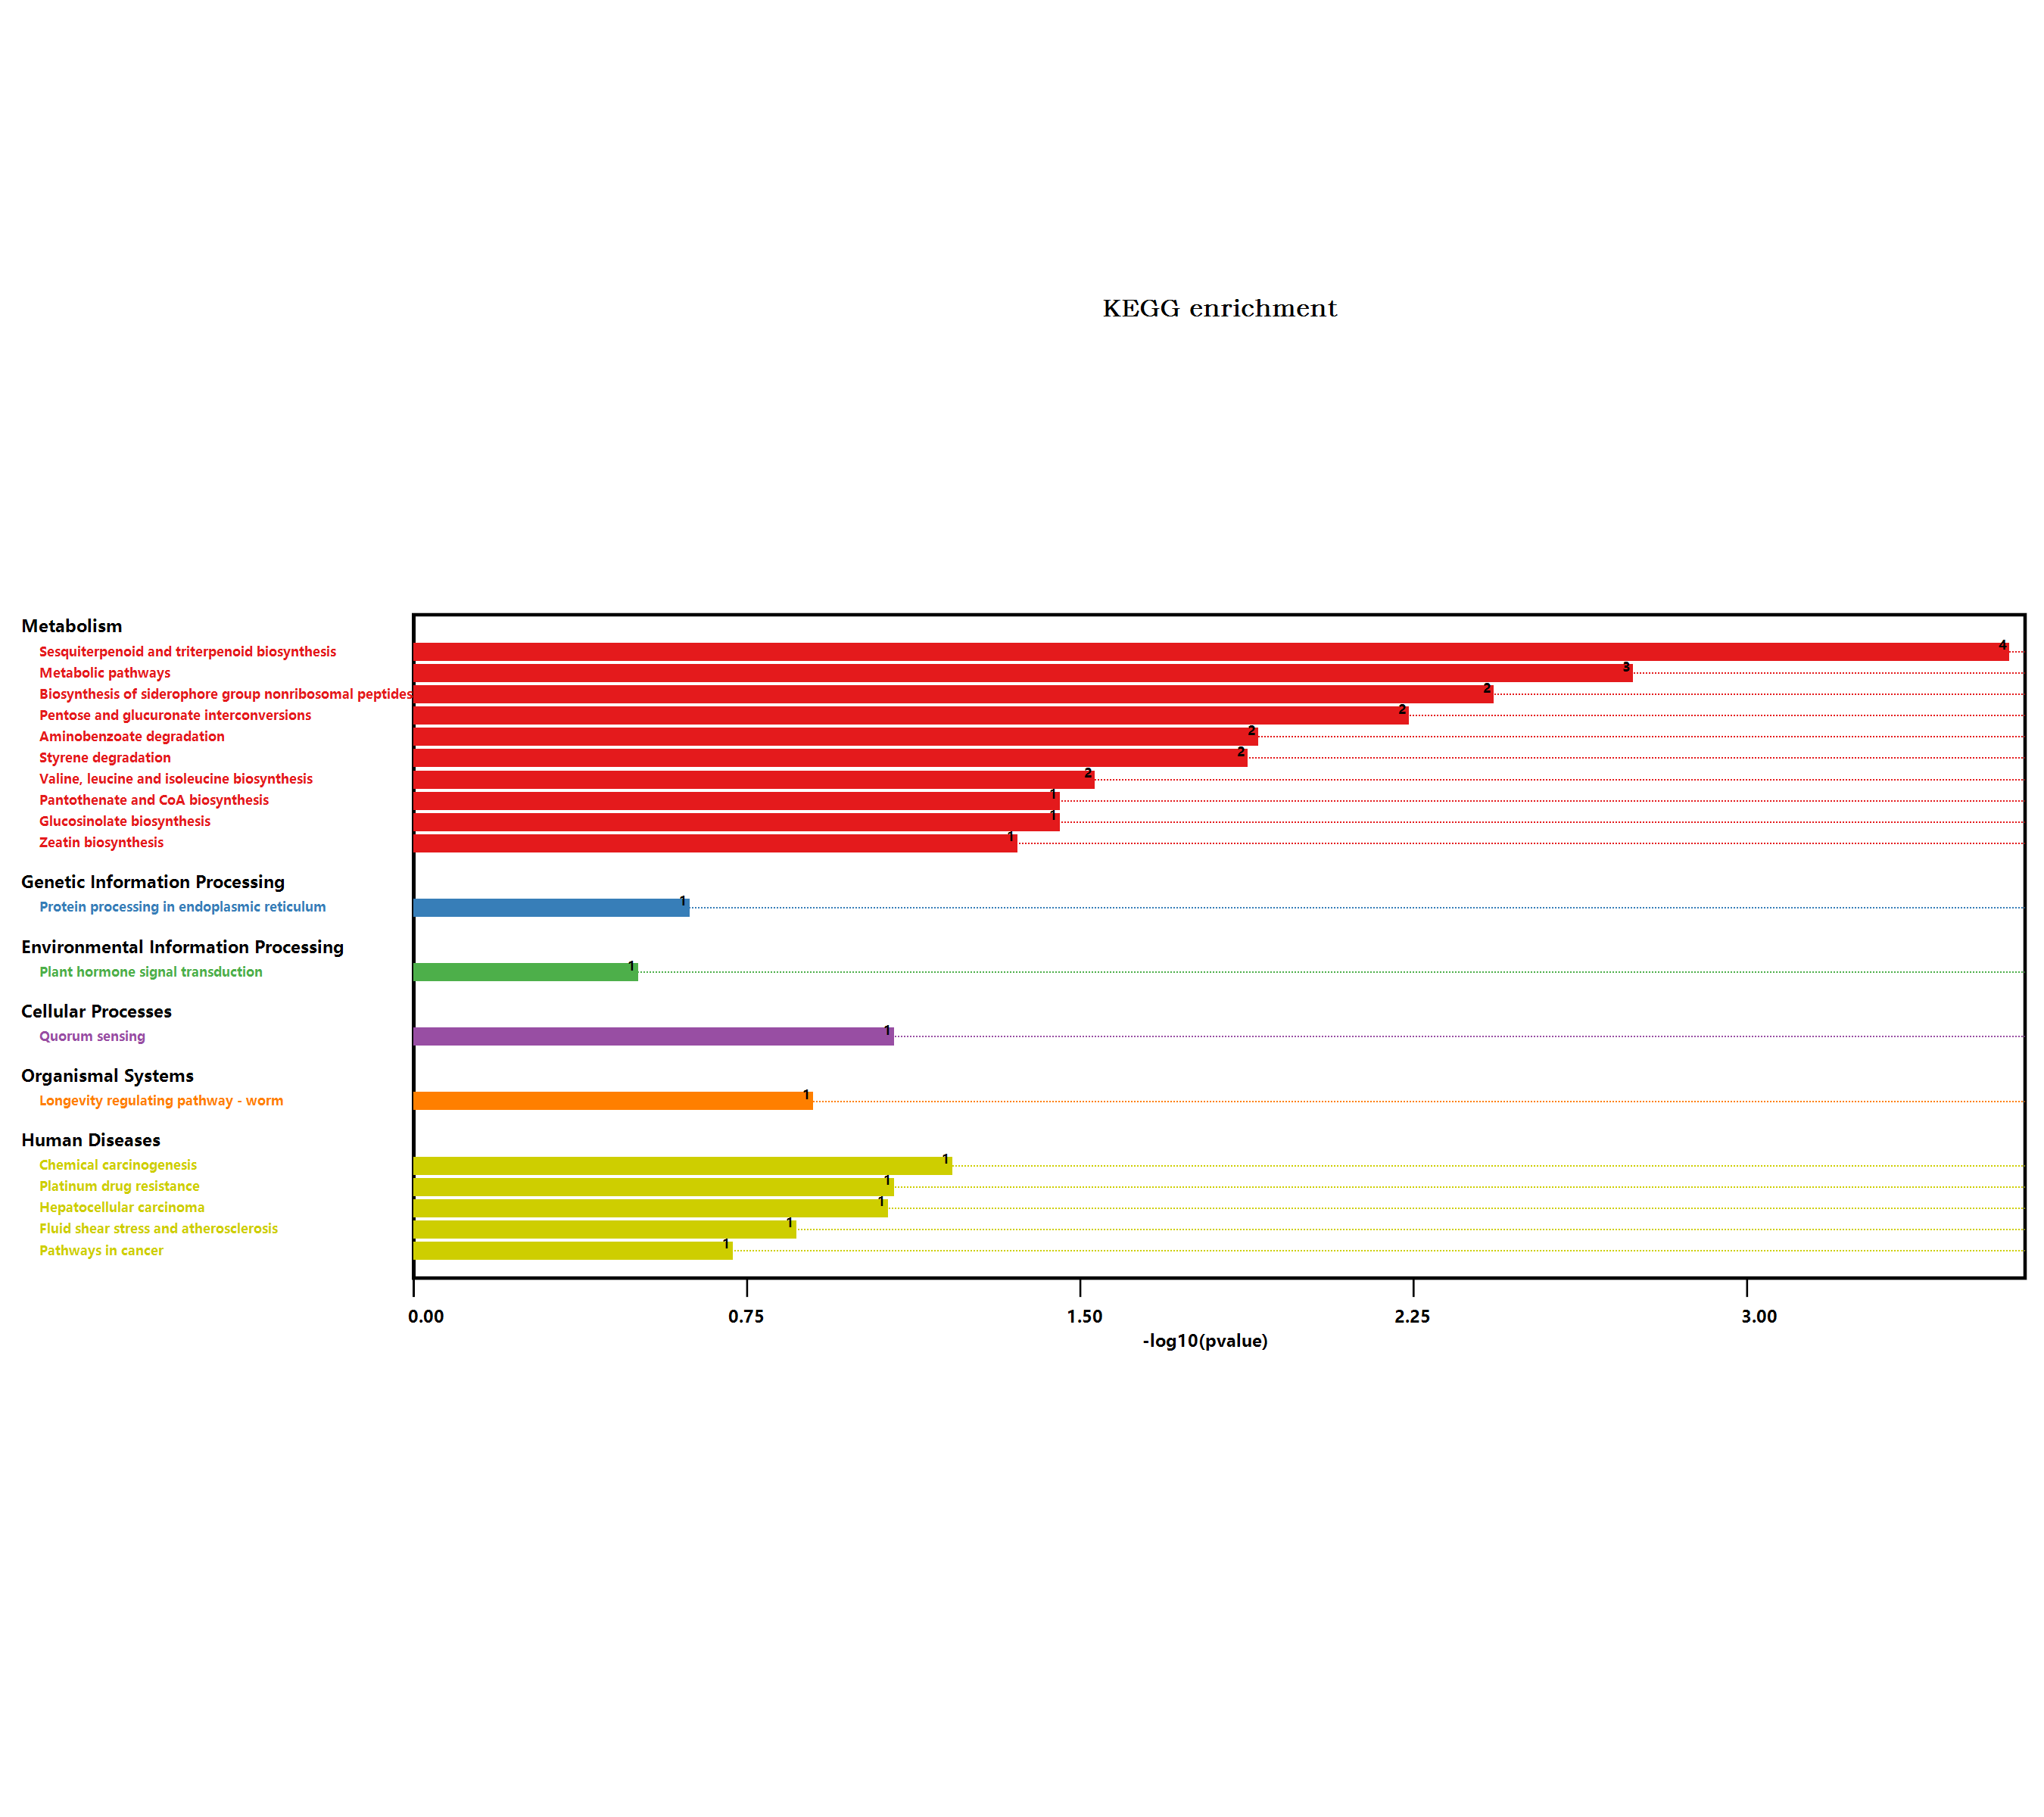 KEGG enrichment
Metabolism
Sesquiterpenoid and triterpenoid biosynthesis 4
Metabolic pathways 3
Biosynthesis of siderophore group nonribosomal peptides 2
Pentose and glucuronate interconversions 2
Aminobenzoate degradation 2
Styrene degradation 2
Valine, leucine and isoleucine biosynthesis 2
Pantothenate and CoA biosynthesis 1
Glucosinolate biosynthesis 1
Zeatin biosynthesis 1
Genetic Information Processing
Protein processing in endoplasmic reticulum 1
Environmental Information Processing
Plant hormone signal transduction 1
Cellular Processes
Quorum sensing 1
Organismal Systems
Longevity regulating pathway - worm 1
Human Diseases
Chemical carcinogenesis 1
Platinum drug resistance 1
Hepatocellular carcinoma 1
Fluid shear stress and atherosclerosis 1
Pathways in cancer 1
0.00 0.75 1.50 2.25 3.00
-log10(pvalue)